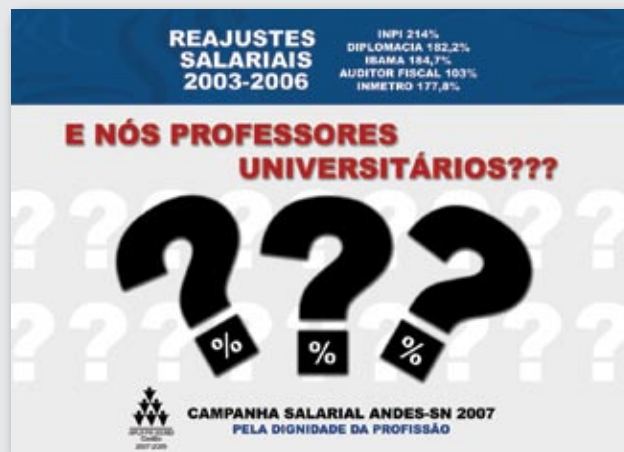 REAJUSTES
SALARIAIS
2003-2006
INPI 214%
DIPLOMACIA 182,2%
IBAMA 184,7%
AUDITOR FISCAL 103%
INMETRO 177,8%
E NÓS PROFESSORES
UNIVERSITÁRIOS???
???
% % %
CAMPANHA SALARIAL ANDES-SN 2007
PELA DIGNIDADE DA PROFISSÃO